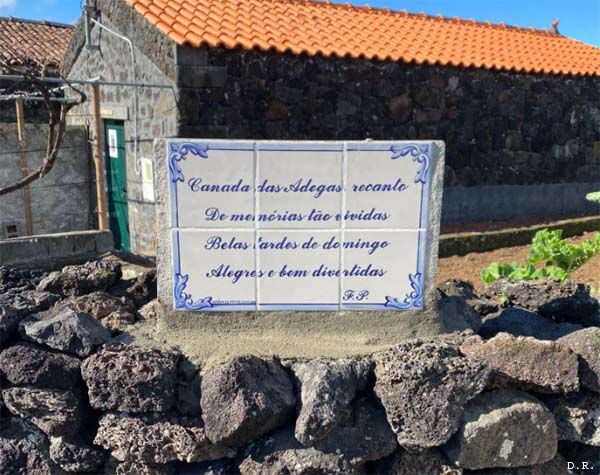 Canada das Adegas recanto
De memórias tão vividas
Belas tardes de domingo
Alegres e bem divertidas
F.P.
D.R.